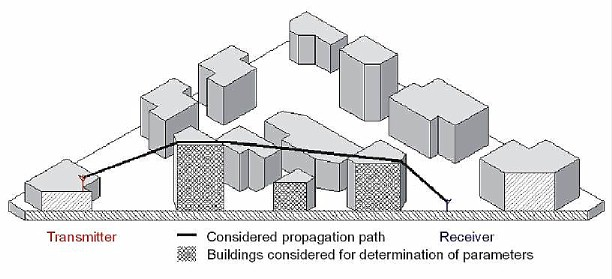 Transmitter
Considered propagation path
Receiver
Buildings considered for determination of parameters